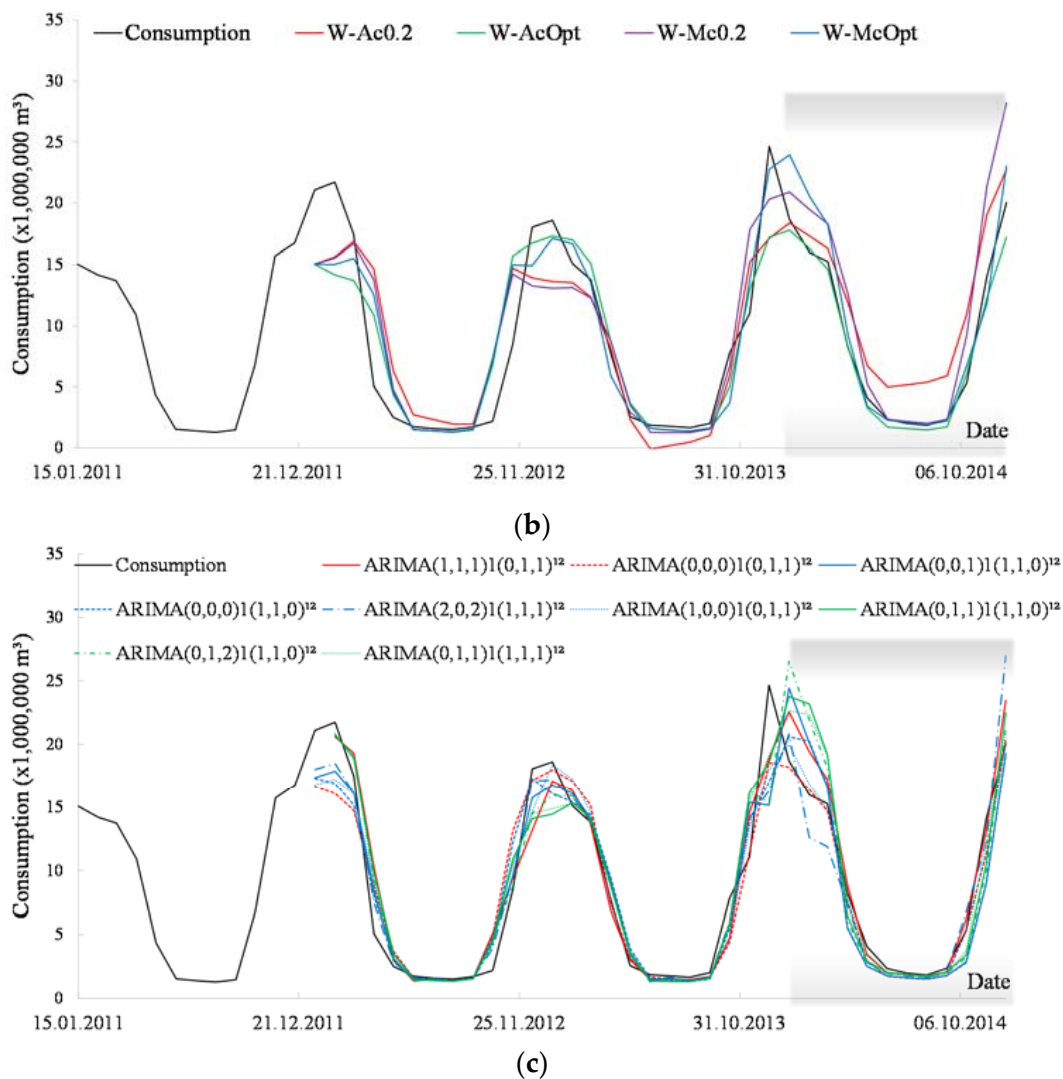 35
Consumption W-Ac0.2 W-AcOpt W-Mc0.2 W-McOpt
30
25
20
15
10
5
0
Consumption (x1,000,000 m³)
Date
15.01.2011 21.12.2011 25.11.2012 31.10.2013 06.10.2014
(b)
35
Consumption ARIMA(1,1,1)1(0,1,1)¹² ARIMA(0,0,0)1(0,1,1)¹² ARIMA(0,0,1)1(1,1,0)¹²
ARIMA(0,0,0)1(1,1,0)¹² ARIMA(2,0,2)1(1,1,1)¹² ARIMA(1,0,0)1(0,1,1)¹² ARIMA(0,1,1)1(1,1,0)¹²
30
ARIMA(0,1,2)1(1,1,0)¹² ARIMA(0,1,1)1(1,1,1)¹²
25
20
15
10
5
0
Consumption (x1,000,000 m³)
Date
15.01.2011 21.12.2011 25.11.2012 31.10.2013 06.10.2014
(c)